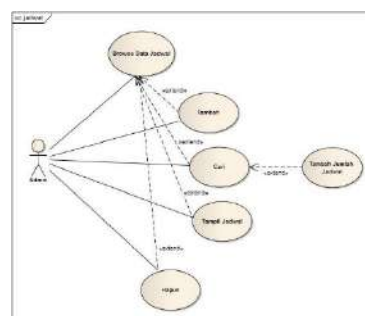 uc Jadwal
Browse Data Jadwal
«extend»
Tambah
«extend»
Cari
Tambah Jumlah
Jadwal
«extend»
«extend»
Admin
Tampil Jadwal
«extend»
Hapus